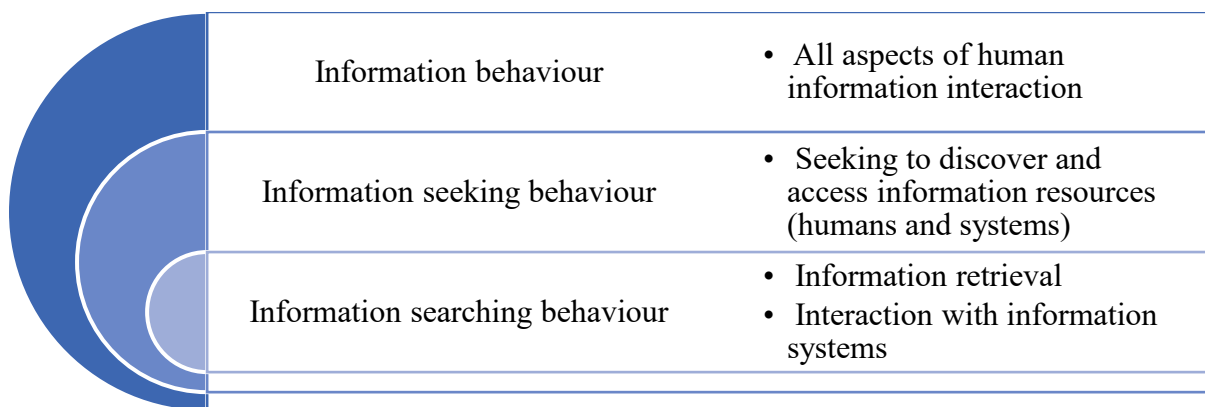 Information behaviour
• All aspects of human
information interaction
Information seeking behaviour
• Seeking to discover and
access information resources
(humans and systems)
Information searching behaviour
• Information retrieval
• Interaction with information
systems